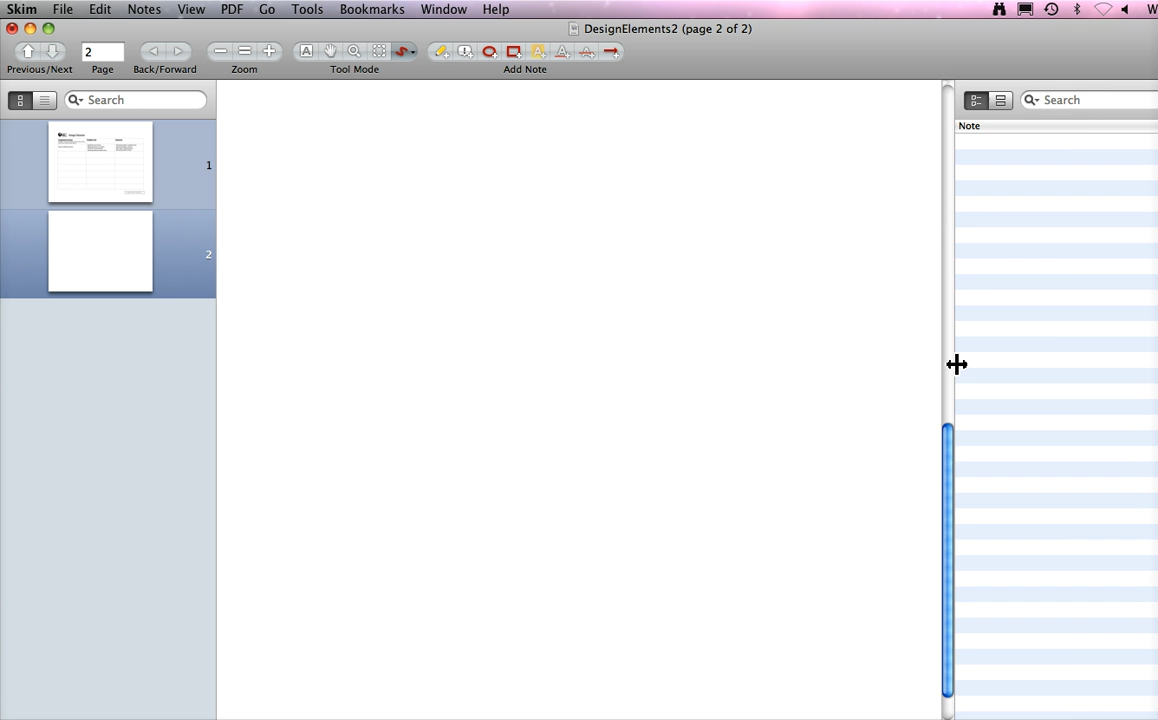 Skim File Edit Notes View PDF Go Tools Bookmarks Window Help
DesignElements2 (page 2 of 2)
2
Previous/Next Page Back/Forward Zoom Tool Mode Add Note
Search
Search
Note
1
2